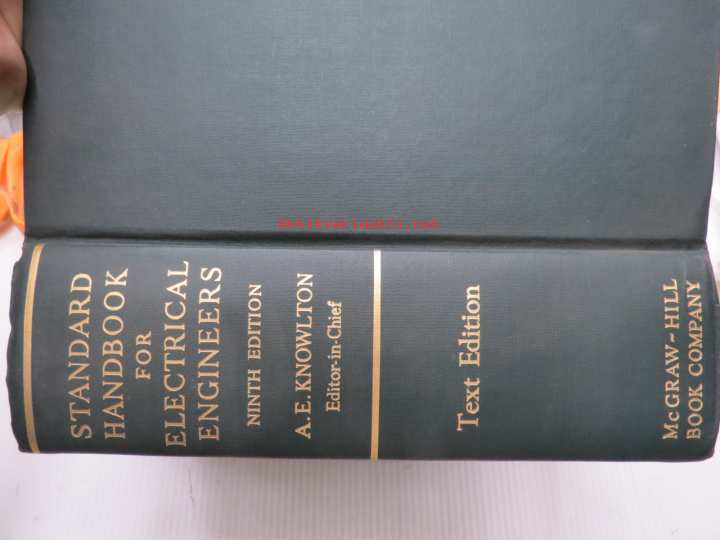 STANDARD
HANDBOOK
FOR
ELECTRICAL
ENGINEERS
NINTH EDITION
A. E. KNOWLTON
Editor-in-Chief
Text Edition
McGRAW-HILL
BOOK COMPANY